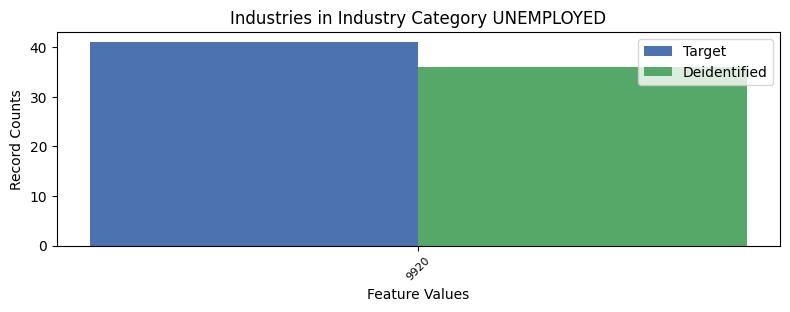 Industries in Industry Category UNEMPLOYED
Target
Deidentified
Record Counts
40
30
20
10
0
9920
Feature Values